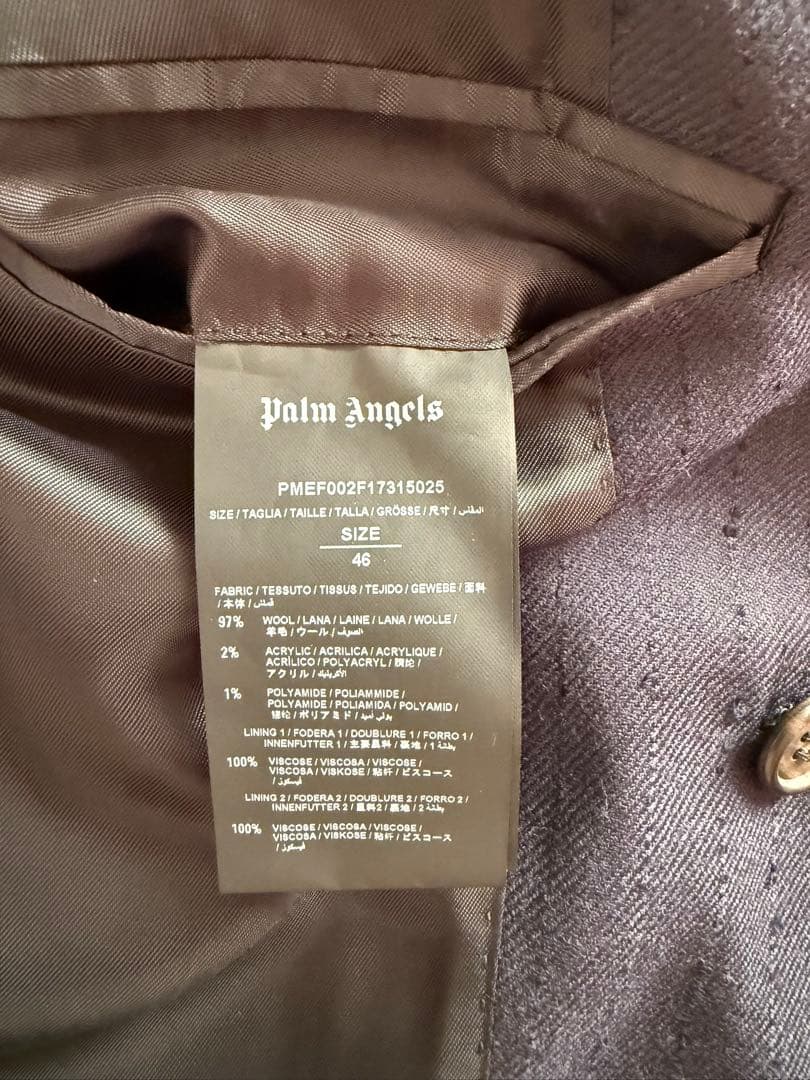 Palm Angels
PMEF002F17315025
SIZE / TAGLIA / TAILLE / TALLA / GRÖSSE / 尺寸 / المقاس
SIZE
46
FABRIC / TESSUTO / TISSUS / TEJIDO / GEWEBE / 面料
/ 本体 / قماش
97% WOOL / LANA / LAINE / LANA / WOLLE /
羊毛 / ウール / الصوف
2% ACRYLIC / ACRILICA / ACRYLIQUE /
ACRÍLICO / POLYACRYL / 腈纶 /
アクリル / الأكريليك
1% POLYAMIDE / POLIAMMIDE /
POLYAMIDE / POLIAMIDA / POLYAMID /
锦纶 / ポリアミド / بولي أميد
LINING 1 / FODERA 1 / DOUBLURE 1 / FORRO 1 /
INNENFUTTER 1 / 主要里料 / 裏地 / بطانة 1
100% VISCOSE / VISCOSA / VISCOSE /
VISCOSA / VISKOSE / 粘纤 / ビスコース
/ فيسكوز
LINING 2 / FODERA 2 / DOUBLURE 2 / FORRO 2 /
INNENFUTTER 2 / 里料2 / 裏地 / بطانة 2
100% VISCOSE / VISCOSA / VISCOSE /
VISCOSA / VISKOSE / 粘纤 / ビスコース
/ فيسكوز